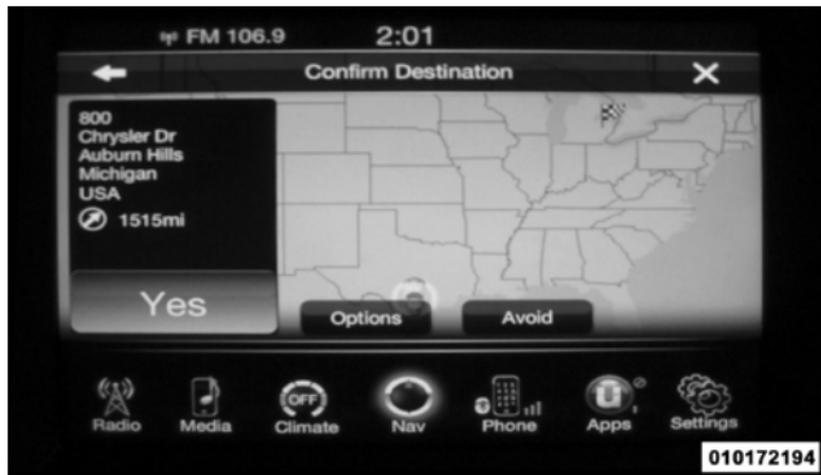 FM 106.9
2:01
Confirm Destination
800
Chrysler Dr
Auburn Hills
Michigan
USA
1515mi
Yes
Options
Avoid
OFF
Radio
Media
Climate
Nav
Phone
Apps
Settings
010172194